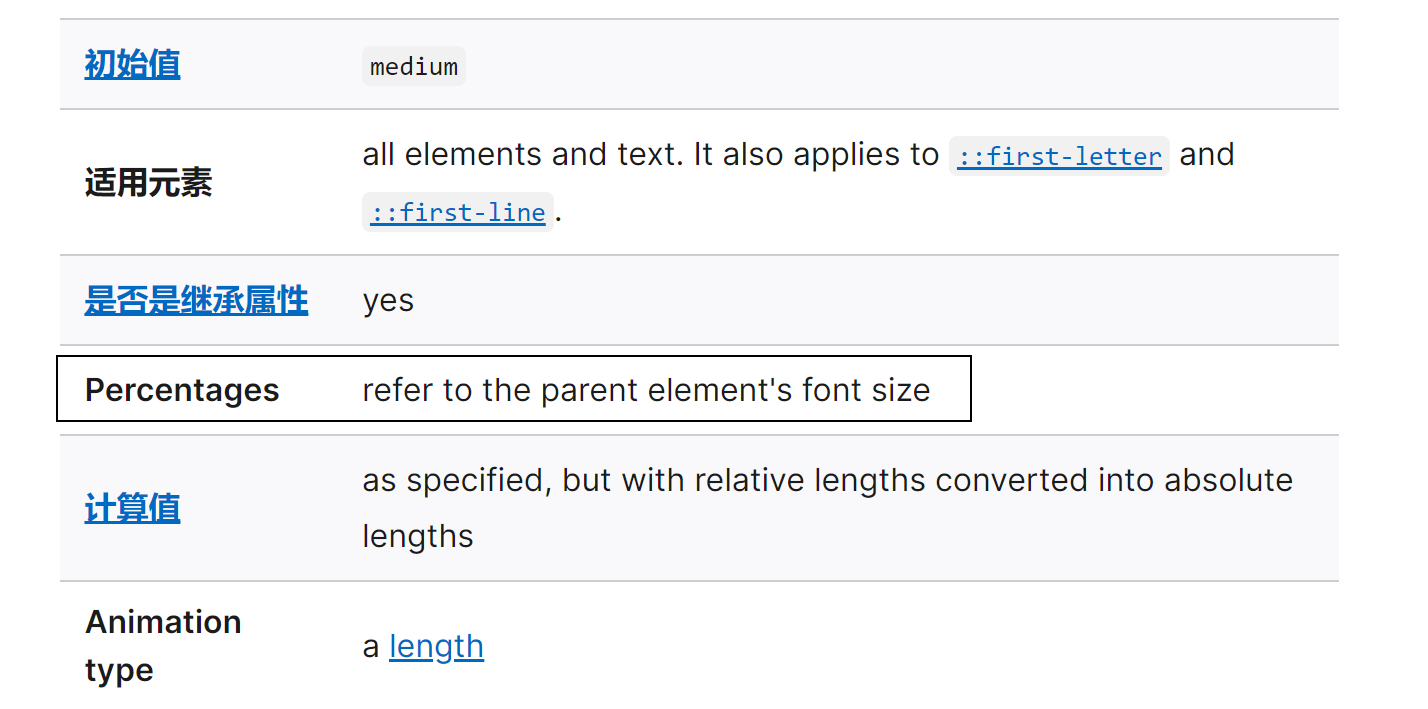 初始值 medium
适用元素 all elements and text. It also applies to ::first-letter and
::first-line.
是否是继承属性 yes
Percentages refer to the parent element's font size
计算值 as specified, but with relative lengths converted into absolute
lengths
Animation
type a length